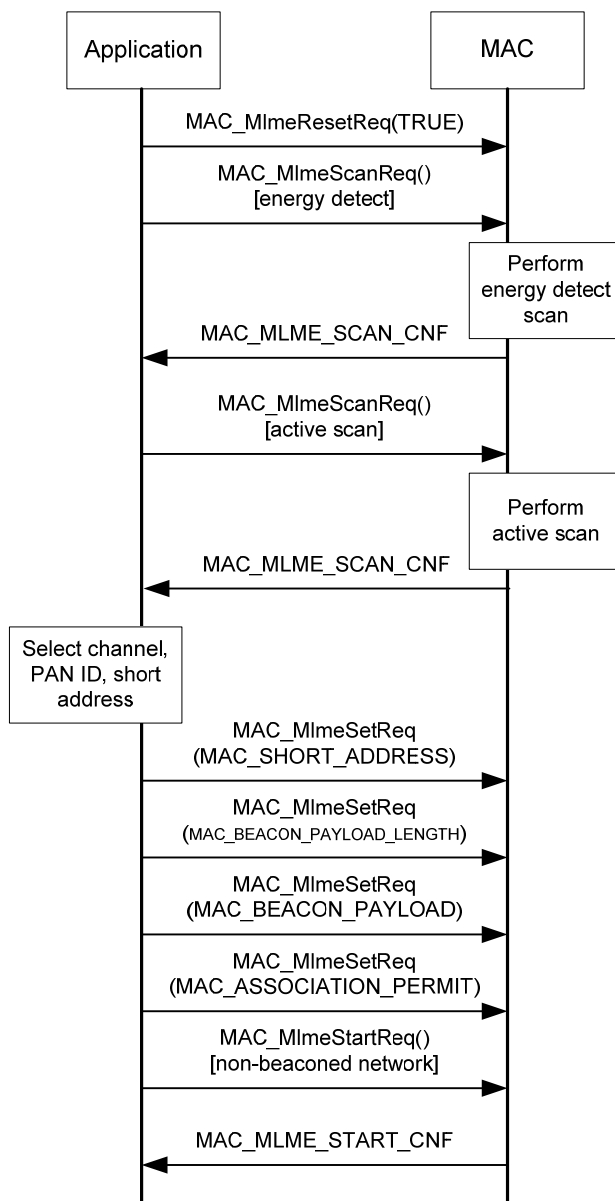 Application
MAC
MAC_MlmeResetReq(TRUE)
MAC_MlmeScanReq()
[energy detect]
Perform
energy detect
scan
MAC_MLME_SCAN_CNF
MAC_MlmeScanReq()
[active scan]
Perform
active scan
MAC_MLME_SCAN_CNF
Select channel,
PAN ID, short
address
MAC_MlmeSetReq
(MAC_SHORT_ADDRESS)
MAC_MlmeSetReq
(MAC_BEACON_PAYLOAD_LENGTH)
MAC_MlmeSetReq
(MAC_BEACON_PAYLOAD)
MAC_MlmeSetReq
(MAC_ASSOCIATION_PERMIT)
MAC_MlmeStartReq()
[non-beaconed network]
MAC_MLME_START_CNF